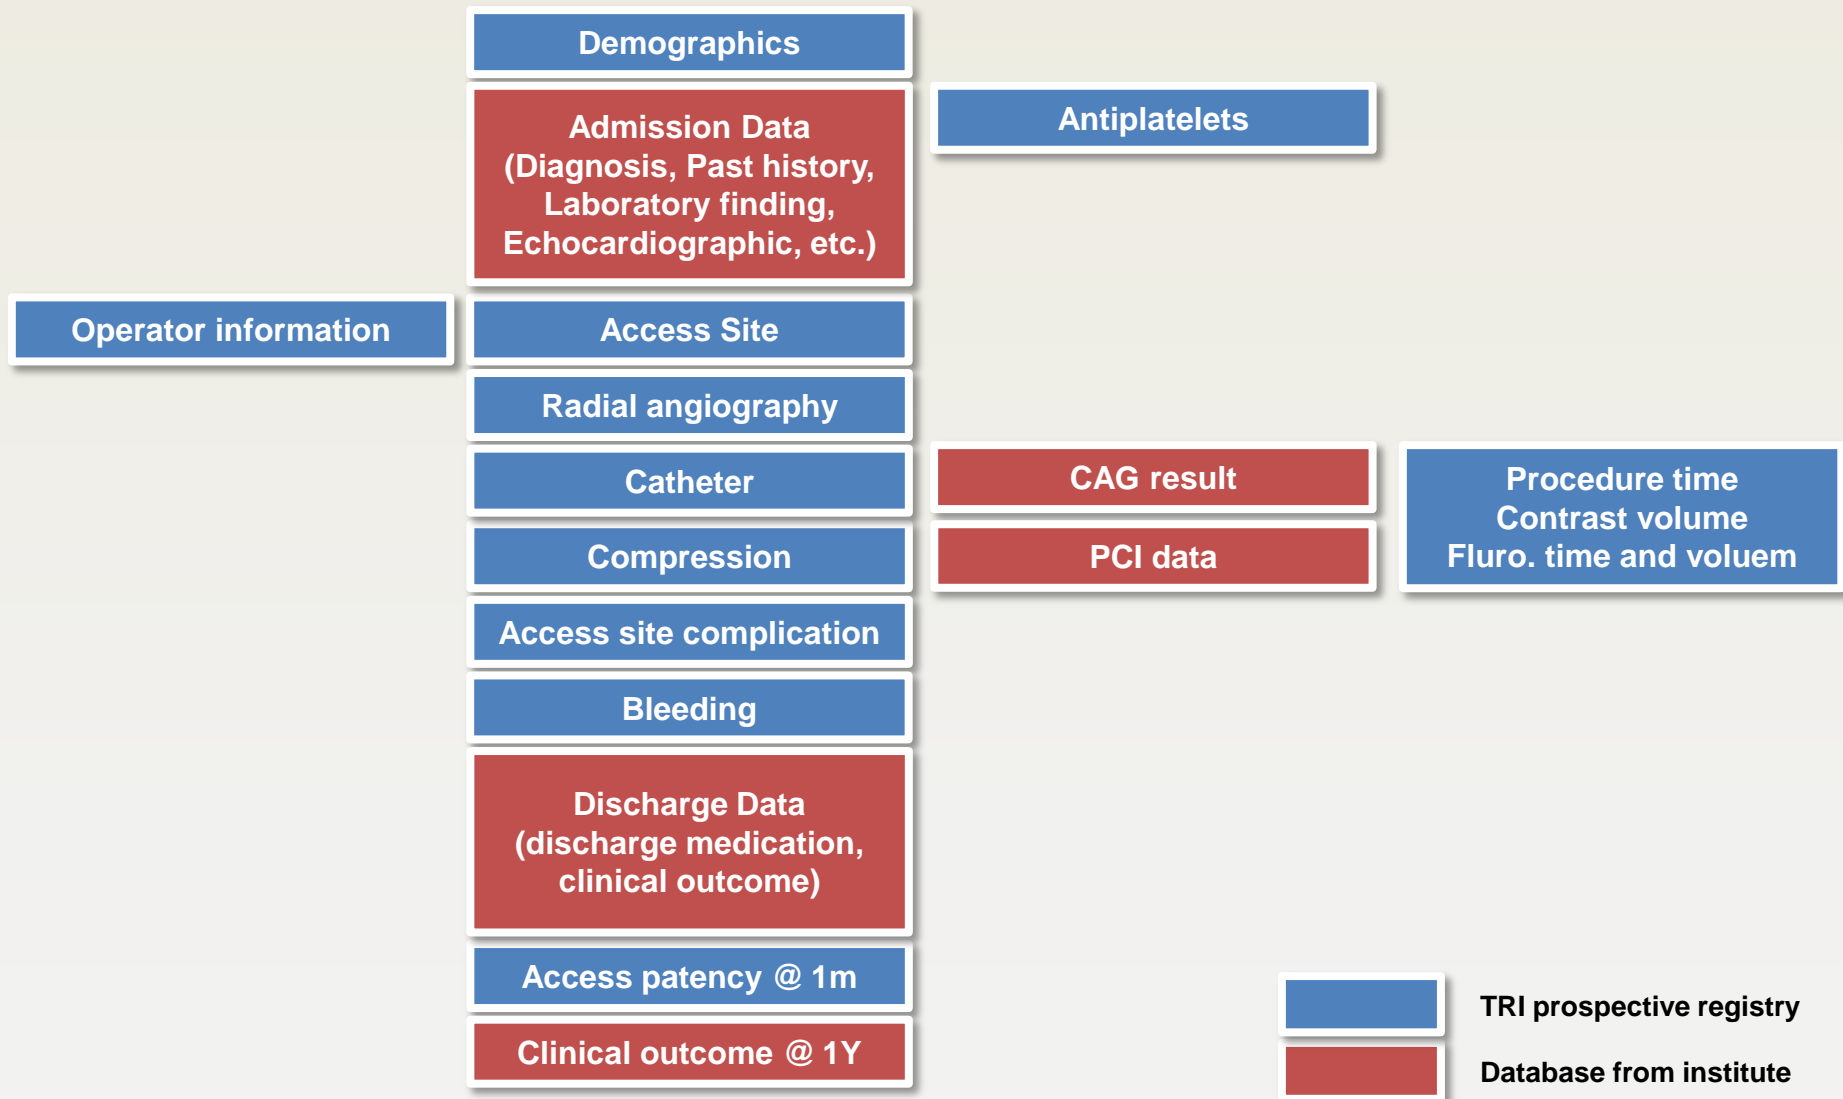 Demographics
Admission Data
(Diagnosis, Past history,
Laboratory finding,
Echocardiographic, etc.)
Antiplatelets
Operator information
Access Site
Radial angiography
Catheter
CAG result
Procedure time
Contrast volume
Fluro. time and voluem
Compression
PCI data
Access site complication
Bleeding
Discharge Data
(discharge medication,
clinical outcome)
Access patency @ 1m
Clinical outcome @ 1Y
TRI prospective registry
Database from institute